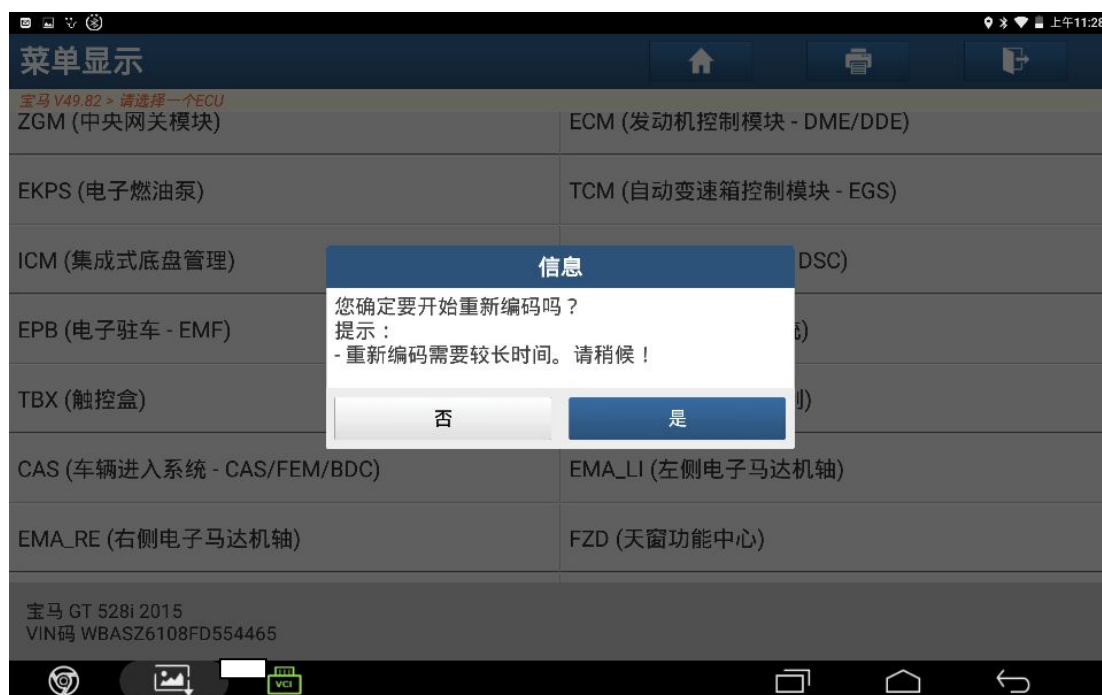 上午11:28
菜单显示
宝马 V49.82 > 请选择一个ECU
ZGM (中央网关模块)
ECM (发动机控制模块 - DME/DDE)
EKPS (电子燃油泵)
TCM (自动变速箱控制模块 - EGS)
ICM (集成式底盘管理)
DSC)
信息
您确定要开始重新编码吗？
提示：
- 重新编码需要较长时间。请稍候！
否
是
EPB (电子驻车 - EMF)
TBX (触控盒)
CAS (车辆进入系统 - CAS/FEM/BDC)
EMA_LI (左侧电子马达机轴)
EMA_RE (右侧电子马达机轴)
FZD (天窗功能中心)
宝马 GT 528i 2015
VIN码 WBASZ6108FD554465
VCI